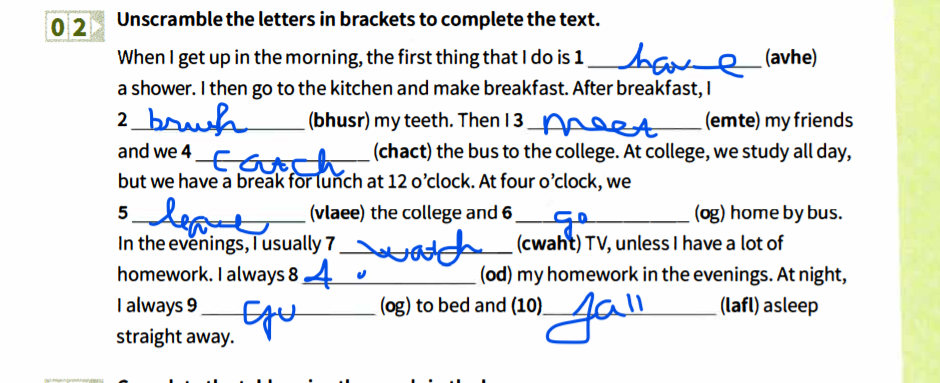 02 Unscramble the letters in brackets to complete the text.
When I get up in the morning, the first thing that I do is 1 have (avhe)
a shower. I then go to the kitchen and make breakfast. After breakfast, I
2 brush (bhusr) my teeth. Then I 3 meet (emte) my friends
and we 4 catch (chact) the bus to the college. At college, we study all day,
but we have a break for lunch at 12 o'clock. At four o'clock, we
5 leave (vlaee) the college and 6 go (og) home by bus.
In the evenings, I usually 7 watch (cwaht) TV, unless I have a lot of
homework. I always 8 (od) my homework in the evenings. At night,
I always 9 go (og) to bed and (10) fall (lafl) asleep
straight away.